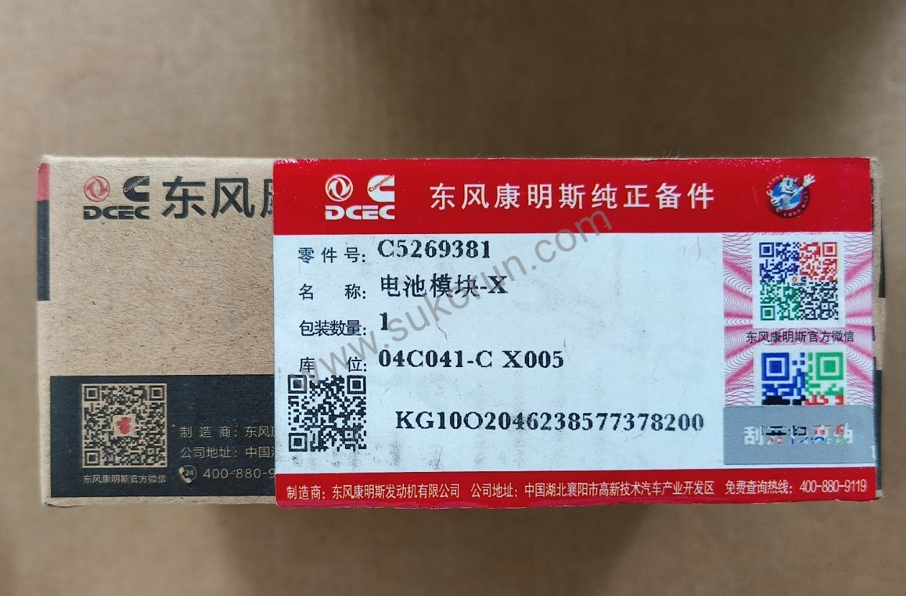 DCEC 东风
制造商：东风
公司地址：中国
24 400-880-9
东风康明斯官方微信
DCEC 东风康明斯纯正备件
零件号： C5269381
名 称： 电池模块-X
包装数量： 1
库 位： 04C041-C X005
KG10O2046238577378200
东风康明斯官方微信
制造商：东风康明斯发动机有限公司 公司地址：中国湖北襄阳市高新技术汽车产业开发区 免费查询热线：400-880-9119
www.sukorun.com